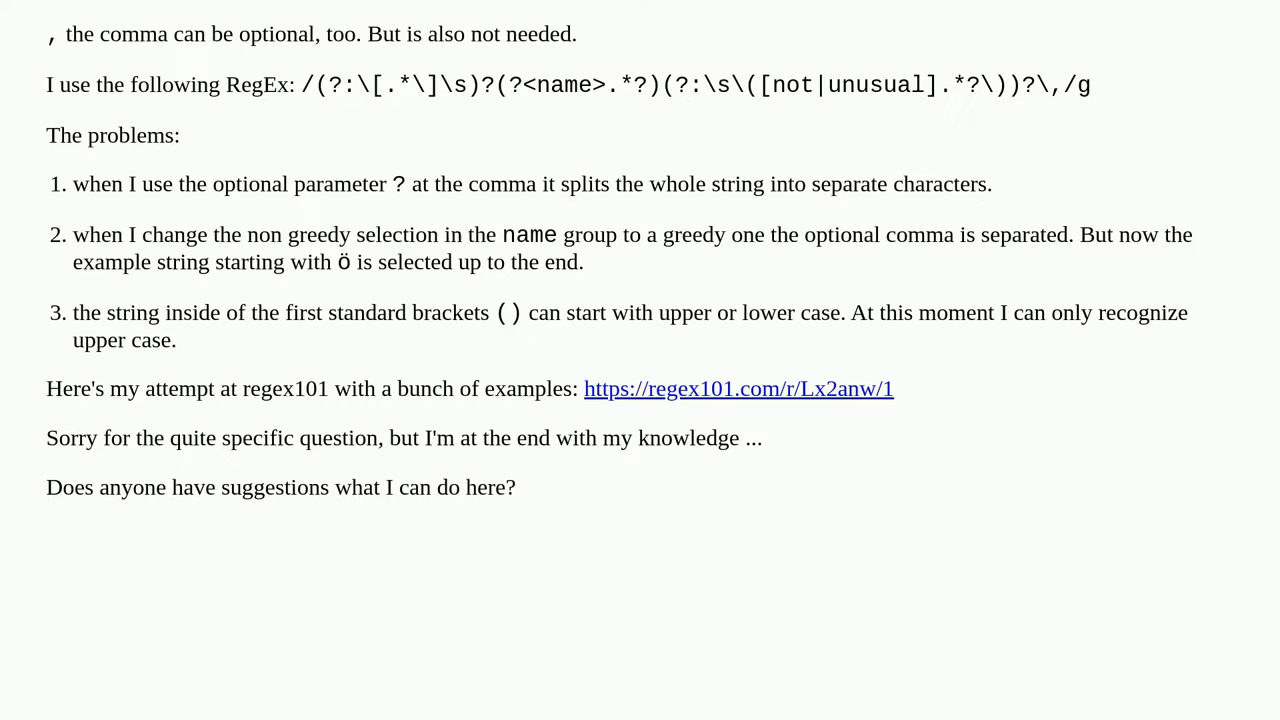 , the comma can be optional, too. But is also not needed.
I use the following RegEx: /(?:\[.*\]\s)?(?<name>.*?)(?:\s\([not|unusual].*?\))?\,/g
The problems:
1. when I use the optional parameter ? at the comma it splits the whole string into separate characters.
2. when I change the non greedy selection in the name group to a greedy one the optional comma is separated. But now the
example string starting with ö is selected up to the end.
3. the string inside of the first standard brackets () can start with upper or lower case. At this moment I can only recognize
upper case.
Here's my attempt at regex101 with a bunch of examples: https://regex101.com/r/Lx2anw/1
Sorry for the quite specific question, but I'm at the end with my knowledge ...
Does anyone have suggestions what I can do here?